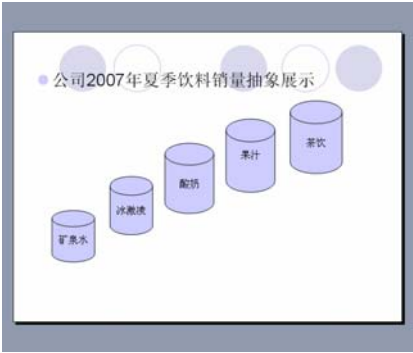 公司2007年夏季饮料销量抽象展示
矿泉水
冰激凌
酸奶
果汁
茶饮